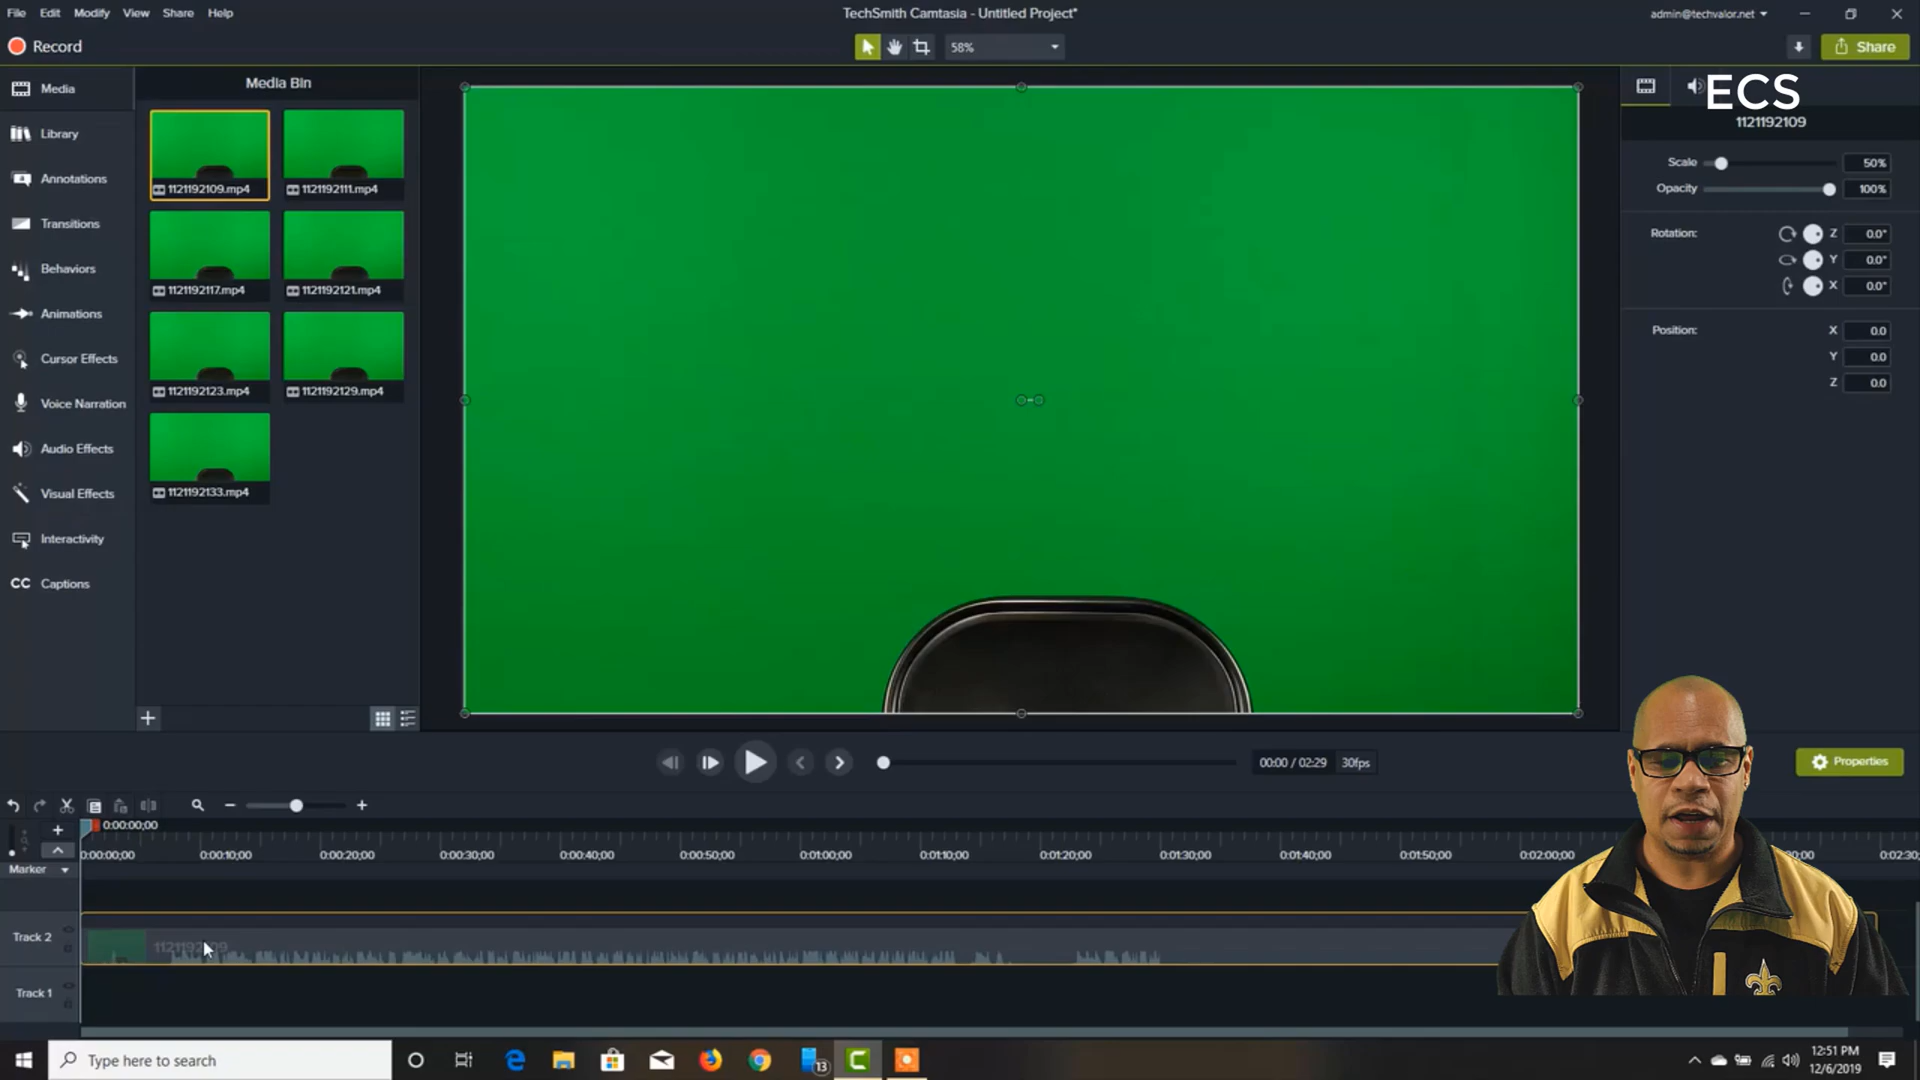 File Edit Modify View Share Help
TechSmith Camtasia - Untitled Project*
admin@techvalor.net
Record
58%
Share
Media
Media Bin
ECS
1121192109
Library
Annotations
Transitions
Behaviors
Animations
Cursor Effects
Voice Narration
Audio Effects
Visual Effects
Interactivity
CC Captions
1121192109.mp4
1121192111.mp4
1121192117.mp4
1121192121.mp4
1121192123.mp4
1121192129.mp4
1121192133.mp4
Scale 50%
Opacity 100%
Rotation: Z 0.0°
Y 0.0°
X 0.0°
Position: X 0.0
Y 0.0
Z 0.0
00:00 / 02:29 30fps
Properties
0:00:00;00
0:00:00;00 0:00:10;00 0:00:20;00 0:00:30;00 0:00:40;00 0:00:50;00 0:01:00;00 0:01:10;00 0:01:20;00 0:01:30;00 0:01:40;00 0:01:50;00 0:02:00;00
Marker
Track 2
Track 1
Type here to search
13
12:51 PM
12/6/2019